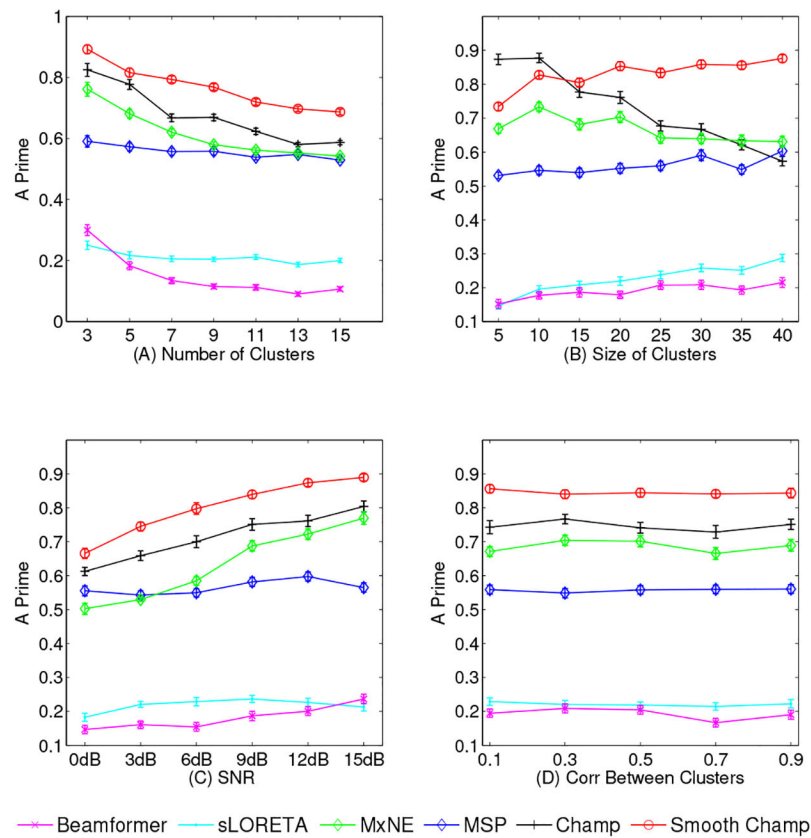 1
0.8
0.6
0.4
0.2
0
A Prime
3 5 7 9 11 13 15
(A) Number of Clusters
0.9
0.8
0.7
0.6
0.5
0.4
0.3
0.2
0.1
A Prime
5 10 15 20 25 30 35 40
(B) Size of Clusters
0.9
0.8
0.7
0.6
0.5
0.4
0.3
0.2
0.1
A Prime
0dB 3dB 6dB 9dB 12dB 15dB
(C) SNR
0.9
0.8
0.7
0.6
0.5
0.4
0.3
0.2
0.1
A Prime
0.1 0.3 0.5 0.7 0.9
(D) Corr Between Clusters
Beamformer sLORETA MxNE MSP Champ Smooth Champ